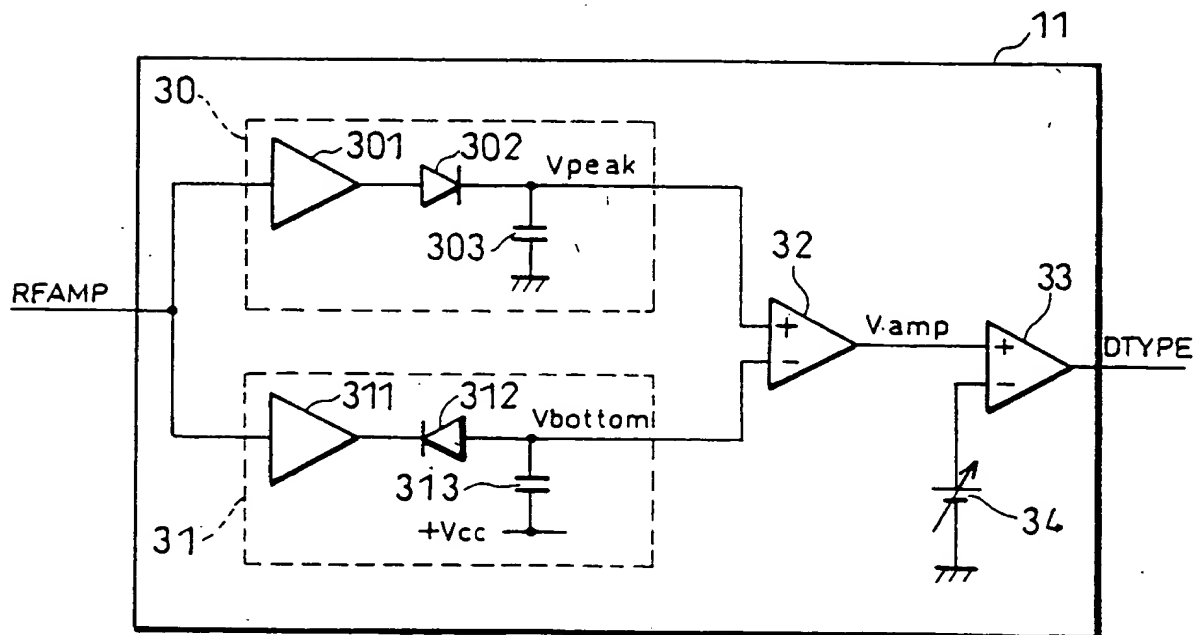 11
30
301
302
Vpeak
303
RFAMP
32
33
V.amp
DTYPE
+
-
+
-
311
312
Vbottom
313
34
31
+Vcc